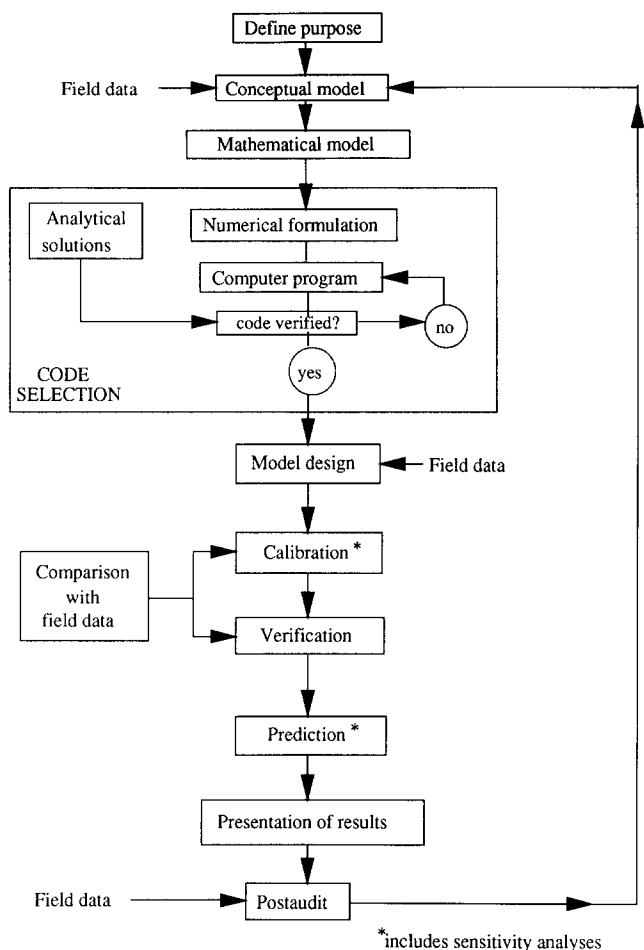 Define purpose
Field data
Conceptual model
Mathematical model
Analytical
solutions
Numerical formulation
Computer program
code verified?
no
yes
CODE
SELECTION
Model design
Field data
Calibration *
Comparison
with
field data
Verification
Prediction *
Presentation of results
Field data
Postaudit
*includes sensitivity analyses